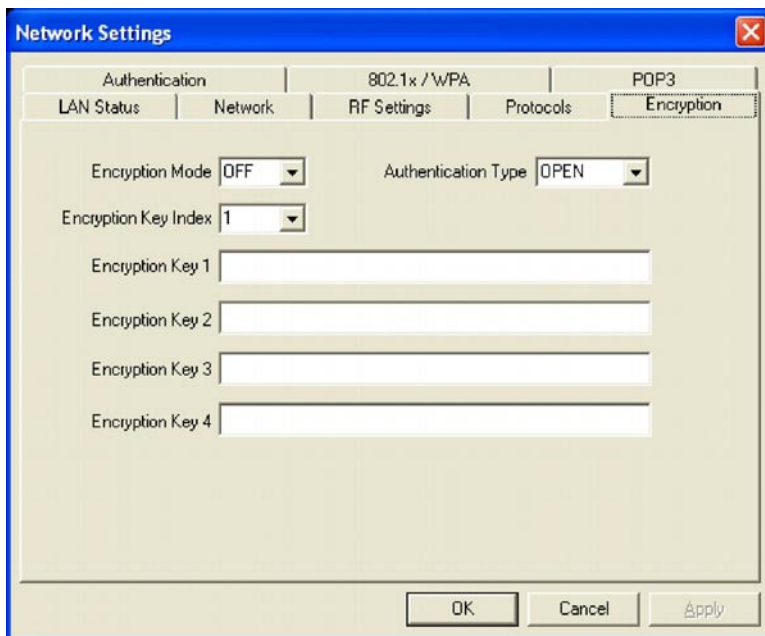 Network Settings
Authentication 802.1x / WPA POP3
LAN Status Network RF Settings Protocols Encryption
Encryption Mode OFF Authentication Type OPEN
Encryption Key Index 1
Encryption Key 1
Encryption Key 2
Encryption Key 3
Encryption Key 4
OK Cancel Apply